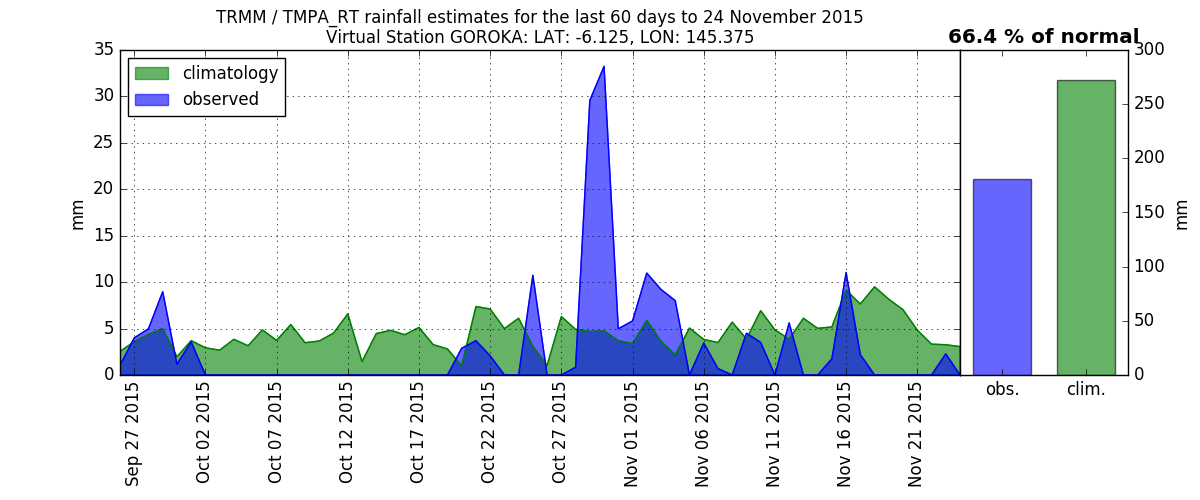 TRMM / TMPA_RT rainfall estimates for the last 60 days to 24 November 2015
Virtual Station GOROKA: LAT: -6.125, LON: 145.375
66.4 % of normal
climatology
observed
mm
35
30
25
20
15
10
5
0
Sep 27 2015
Oct 02 2015
Oct 07 2015
Oct 12 2015
Oct 17 2015
Oct 22 2015
Oct 27 2015
Nov 01 2015
Nov 06 2015
Nov 11 2015
Nov 16 2015
Nov 21 2015
obs.
clim.
300
250
200
150
100
50
0
mm